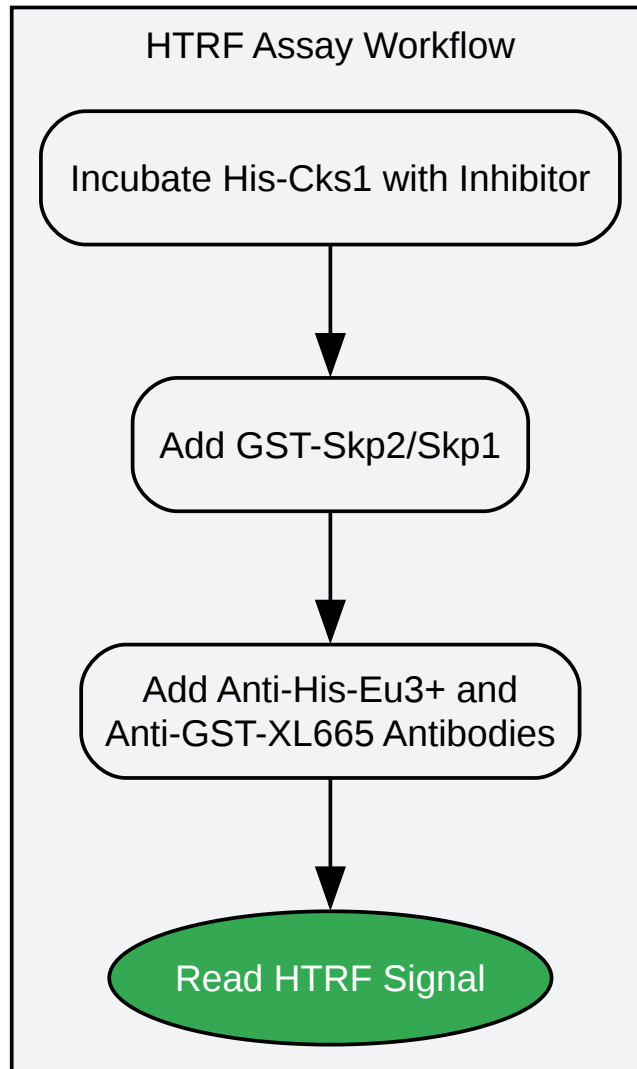 HTRF Assay Workflow
Incubate His-Cks1 with Inhibitor
Add GST-Skp2/Skp1
Add Anti-His-Eu3+ and
Anti-GST-XL665 Antibodies
Read HTRF Signal